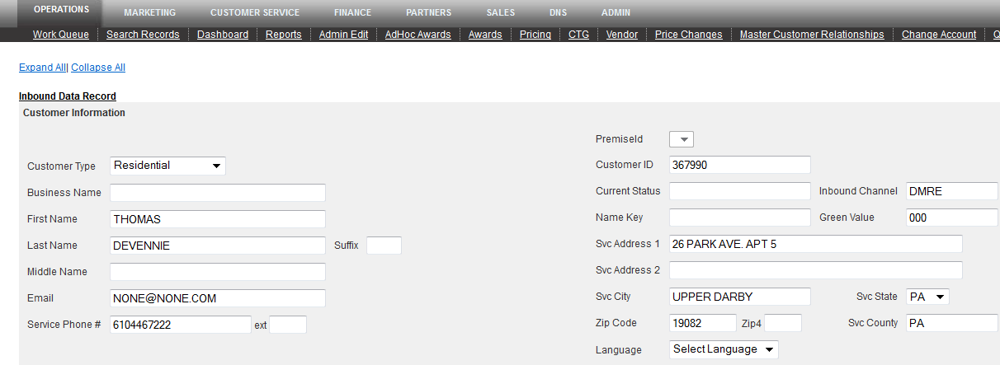 OPERATIONS MARKETING CUSTOMER SERVICE FINANCE PARTNERS SALES DNS ADMIN
Work Queue Search Records Dashboard Reports Admin Edit AdHoc Awards Awards Pricing CTG Vendor Price Changes Master Customer Relationships Change Account Q
Expand All| Collapse All
Inbound Data Record
Customer Information
PremiseId
Customer Type Residential Customer ID 367990
Business Name Current Status Inbound Channel DMRE
First Name THOMAS Name Key Green Value 000
Last Name DEVENNIE Suffix Svc Address 1 26 PARK AVE. APT 5
Middle Name Svc Address 2
Email NONE@NONE.COM Svc City UPPER DARBY Svc State PA
Service Phone # 6104467222 ext Zip Code 19082 Zip4 Svc County PA
Language Select Language